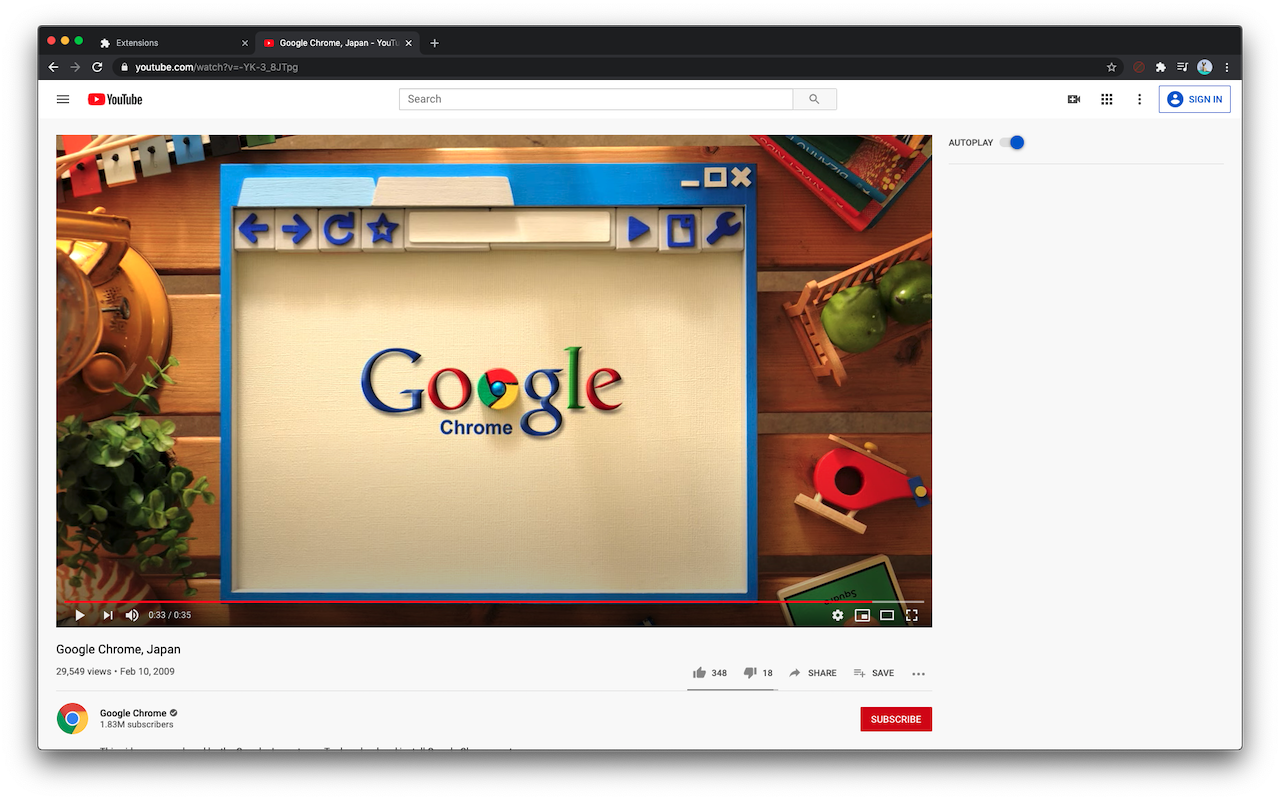 Extensions
Google Chrome, Japan - YouTu
youtube.com/watch?v=-YK-3_8JTpg
YouTube
Search
SIGN IN
AUTOPLAY
Google
Chrome
0:33 / 0:35
Google Chrome, Japan
29,549 views • Feb 10, 2009
348
18
SHARE
SAVE
Google Chrome
1.83M subscribers
SUBSCRIBE